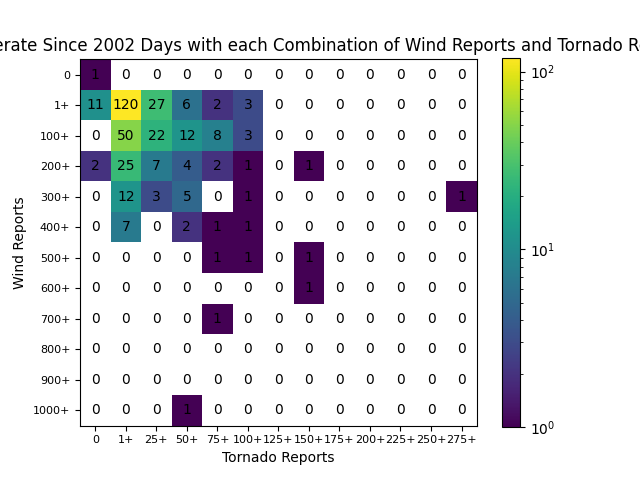 erate Since 2002 Days with each Combination of Wind Reports and Tornado R
0 1 0 0 0 0 0 0 0 0 0 0 0 0
1+ 11 120 27 6 2 3 0 0 0 0 0 0 0
100+ 0 50 22 12 8 3 0 0 0 0 0 0 0
200+ 2 25 7 4 2 1 0 1 0 0 0 0 0
300+ 0 12 3 5 0 1 0 0 0 0 0 0 1
400+ 0 7 0 2 1 1 0 0 0 0 0 0 0
500+ 0 0 0 0 1 1 0 1 0 0 0 0 0
600+ 0 0 0 0 0 0 0 1 0 0 0 0 0
700+ 0 0 0 0 1 0 0 0 0 0 0 0 0
800+ 0 0 0 0 0 0 0 0 0 0 0 0 0
900+ 0 0 0 0 0 0 0 0 0 0 0 0 0
1000+ 0 0 0 1 0 0 0 0 0 0 0 0 0
0 1+ 25+ 50+ 75+ 100+ 125+ 150+ 175+ 200+ 225+ 250+ 275+
Tornado Reports
Wind Reports
10²
10¹
10⁰